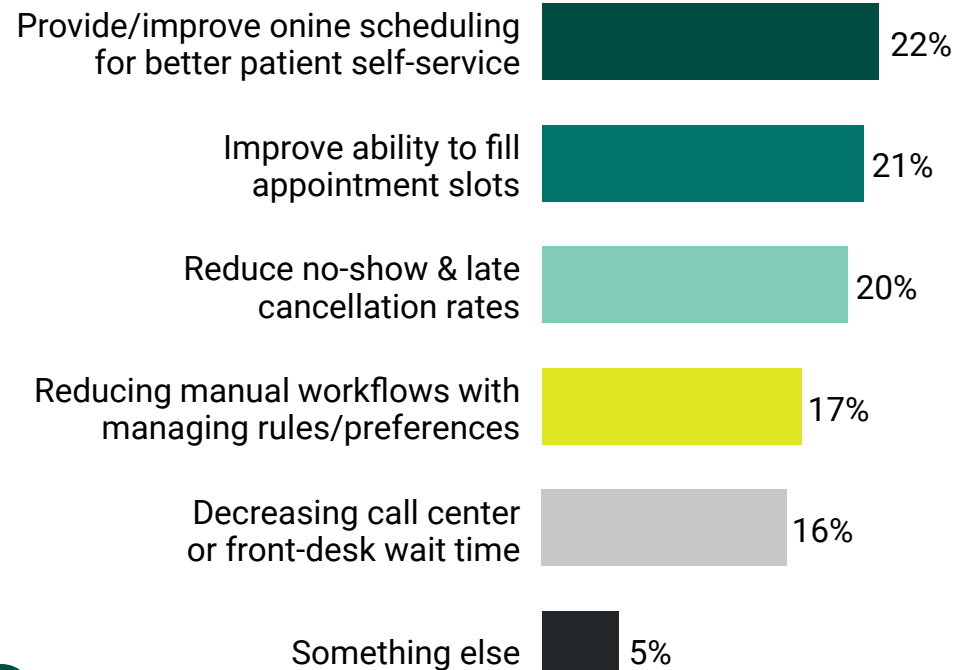 Provide/improve onine scheduling
for better patient self-service
22%
Improve ability to fill
appointment slots
21%
Reduce no-show & late
cancellation rates
20%
Reducing manual workflows with
managing rules/preferences
17%
Decreasing call center
or front-desk wait time
16%
Something else
5%